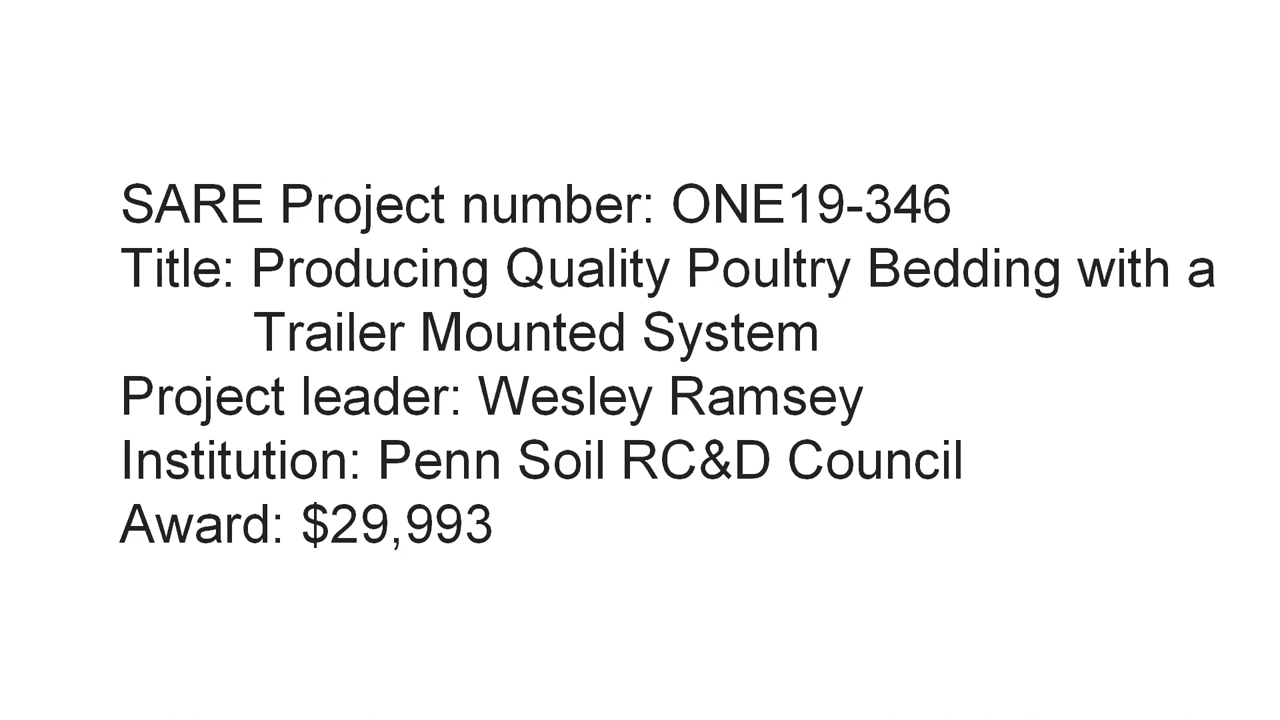 SARE Project number: ONE19-346
Title: Producing Quality Poultry Bedding with a
Trailer Mounted System
Project leader: Wesley Ramsey
Institution: Penn Soil RC&D Council
Award: $29,993